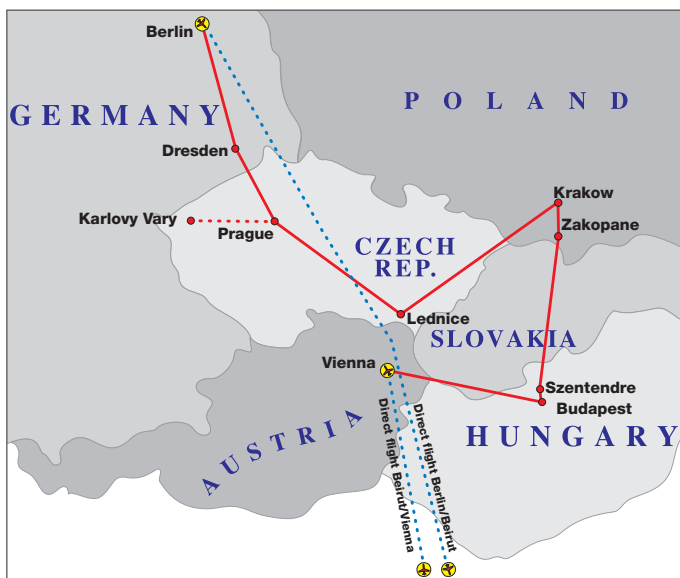 Berlin
GERMANY
POLAND
Dresden
Krakow
Karlovy Vary
Prague
Zakopane
CZECH
REP.
Lednice
SLOVAKIA
Vienna
Szentendre
Budapest
AUSTRIA
HUNGARY
Direct flight Beirut/Vienna
Direct flight Berlin/Beirut